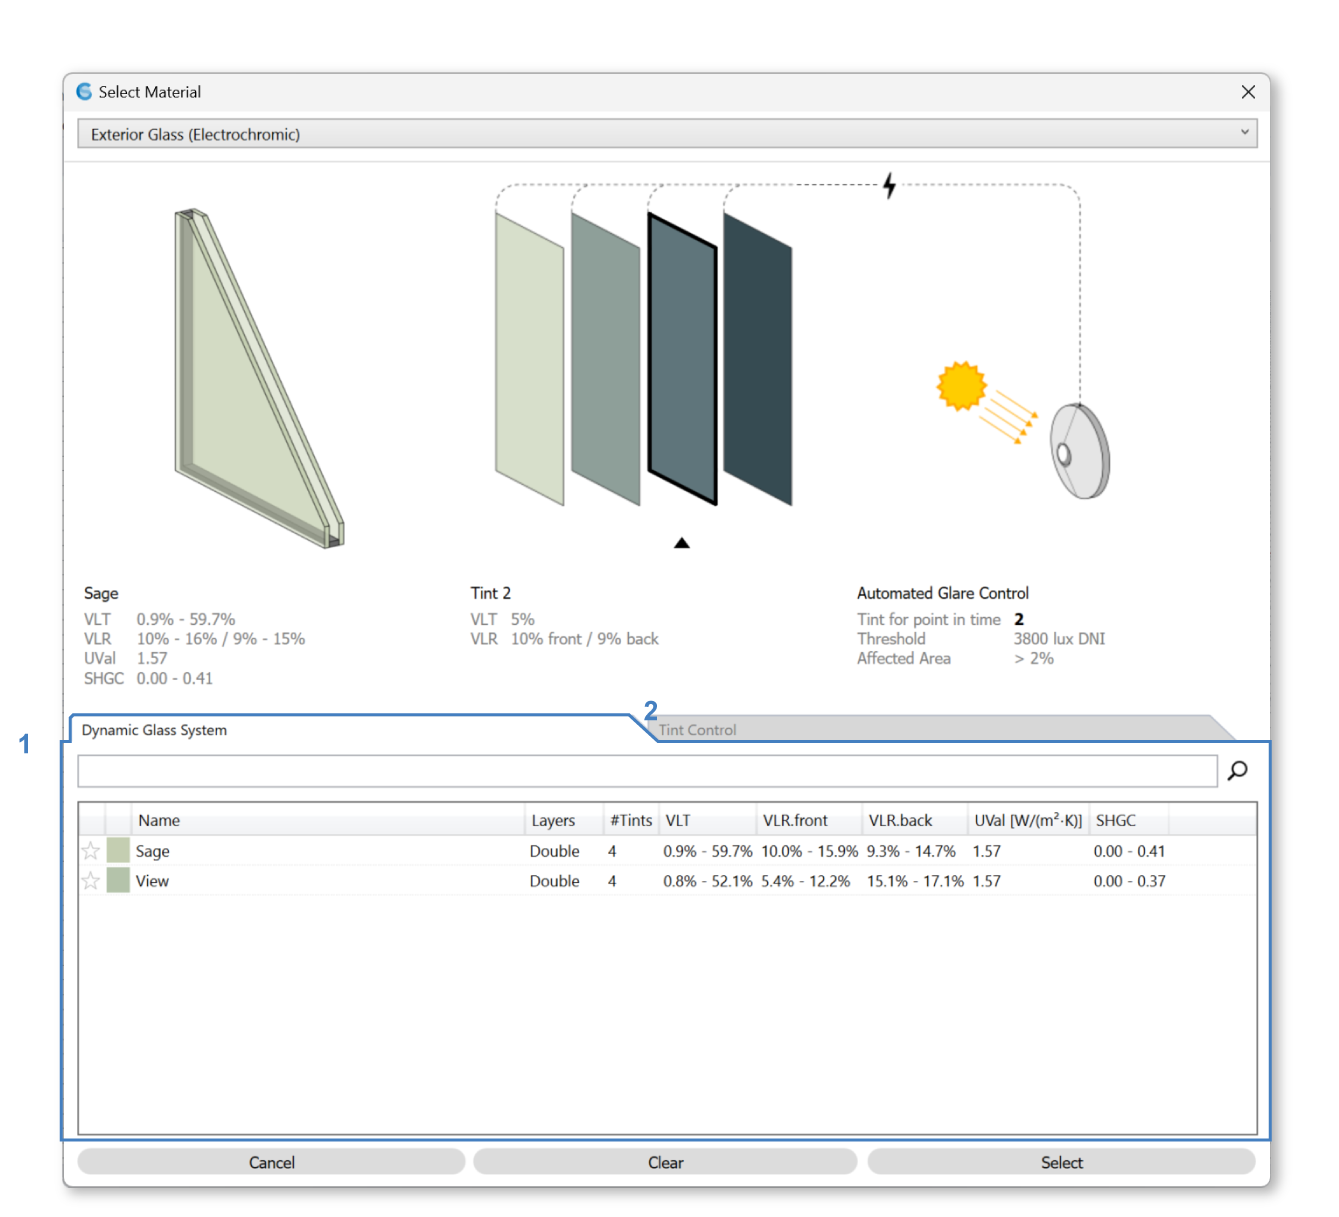 Select Material
Exterior Glass (Electrochromic)
Sage
VLT 0.9% - 59.7%
VLR 10% - 16% / 9% - 15%
UVal 1.57
SHGC 0.00 - 0.41
Tint 2
VLT 5%
VLR 10% front / 9% back
Automated Glare Control
Tint for point in time 2
Threshold 3800 lux DNI
Affected Area > 2%
1
Dynamic Glass System
2
Tint Control
Name Layers #Tints VLT VLR.front VLR.back UVal [W/(m²·K)] SHGC
Sage Double 4 0.9% - 59.7% 10.0% - 15.9% 9.3% - 14.7% 1.57 0.00 - 0.41
View Double 4 0.8% - 52.1% 5.4% - 12.2% 15.1% - 17.1% 1.57 0.00 - 0.37
Cancel Clear Select